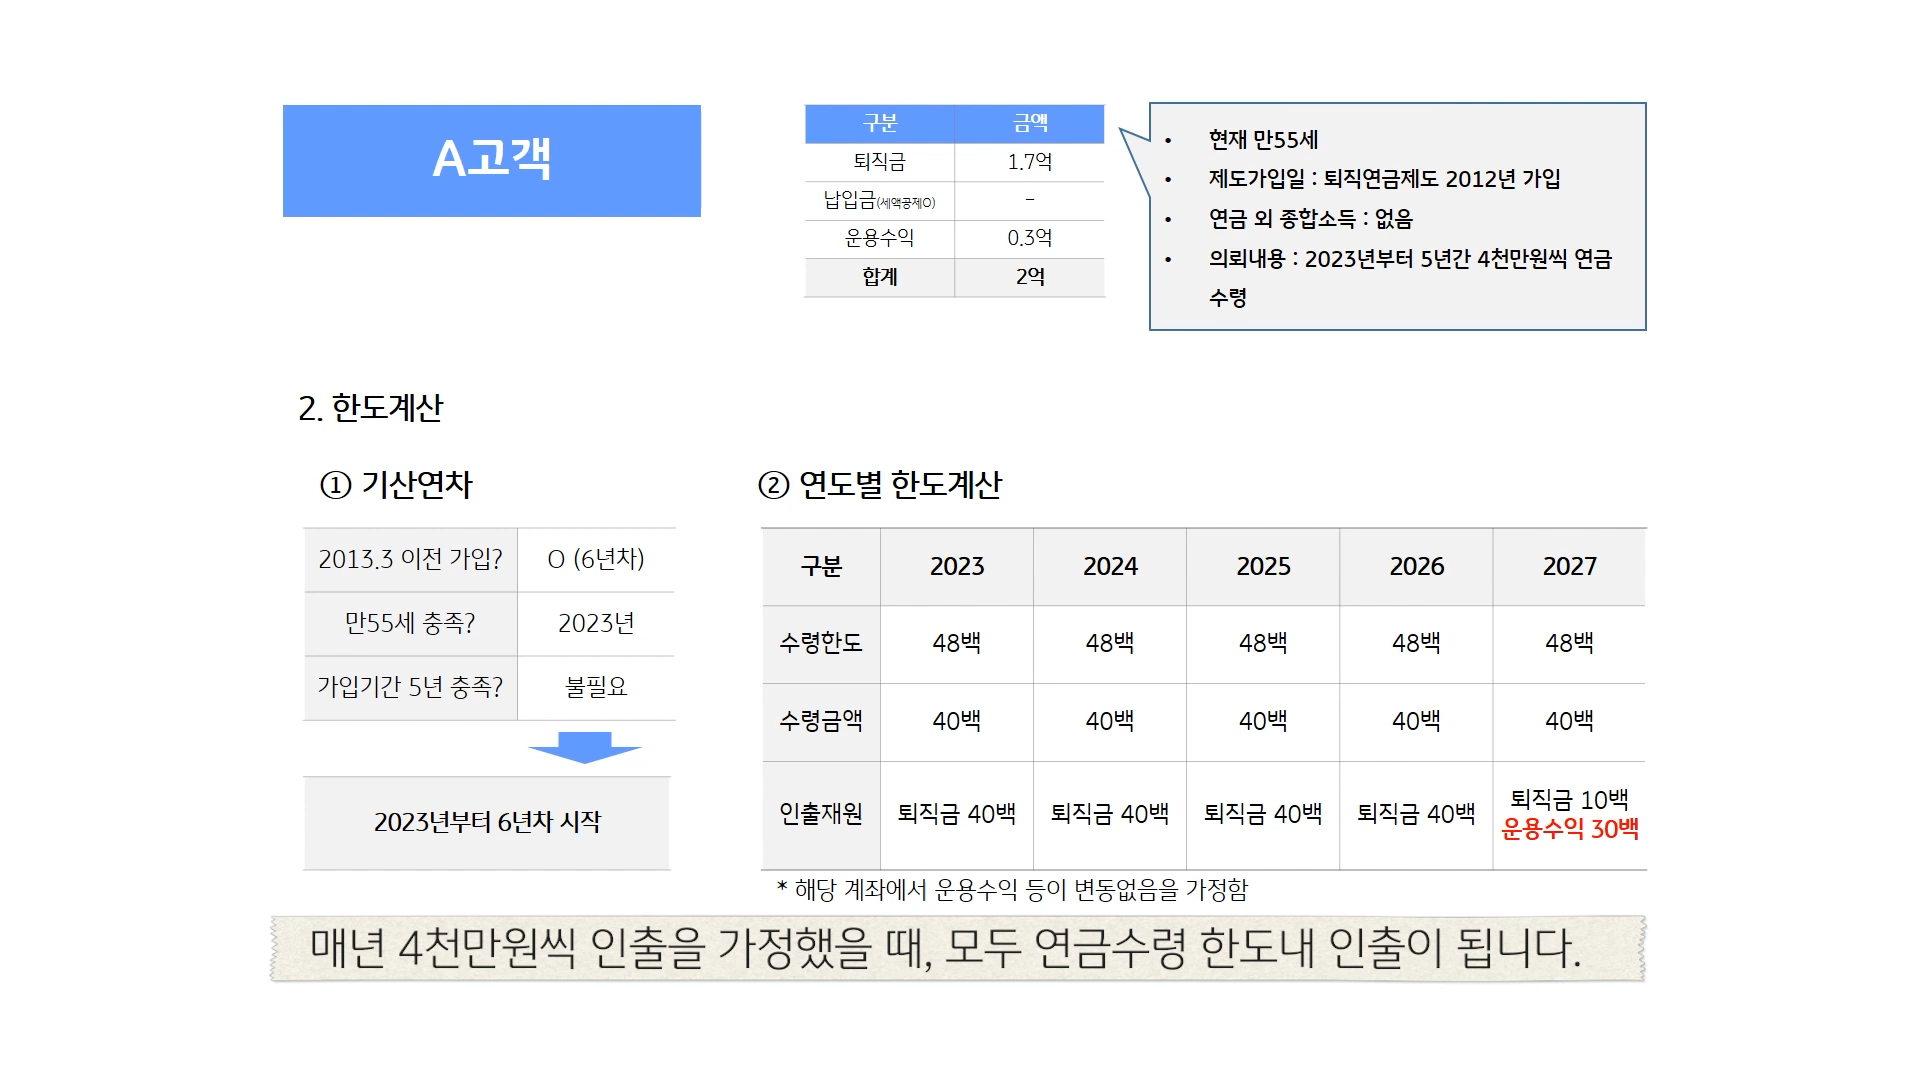 A고객
구분 금액
퇴직금 1.7억
납입금(세액공제O) –
운용수익 0.3억
합계 2억
• 현재 만55세
• 제도가입일 : 퇴직연금제도 2012년 가입
• 연금 외 종합소득 : 없음
• 의뢰내용 : 2023년부터 5년간 4천만원씩 연금
수령
2. 한도계산
① 기산연차
2013.3 이전 가입? O (6년차)
만55세 충족? 2023년
가입기간 5년 충족? 불필요
2023년부터 6년차 시작
② 연도별 한도계산
구분 2023 2024 2025 2026 2027
수령한도 48백 48백 48백 48백 48백
수령금액 40백 40백 40백 40백 40백
인출재원 퇴직금 40백 퇴직금 40백 퇴직금 40백 퇴직금 40백 퇴직금 10백
운용수익 30백
* 해당 계좌에서 운용수익 등이 변동없음을 가정함
매년 4천만원씩 인출을 가정했을 때, 모두 연금수령 한도내 인출이 됩니다.